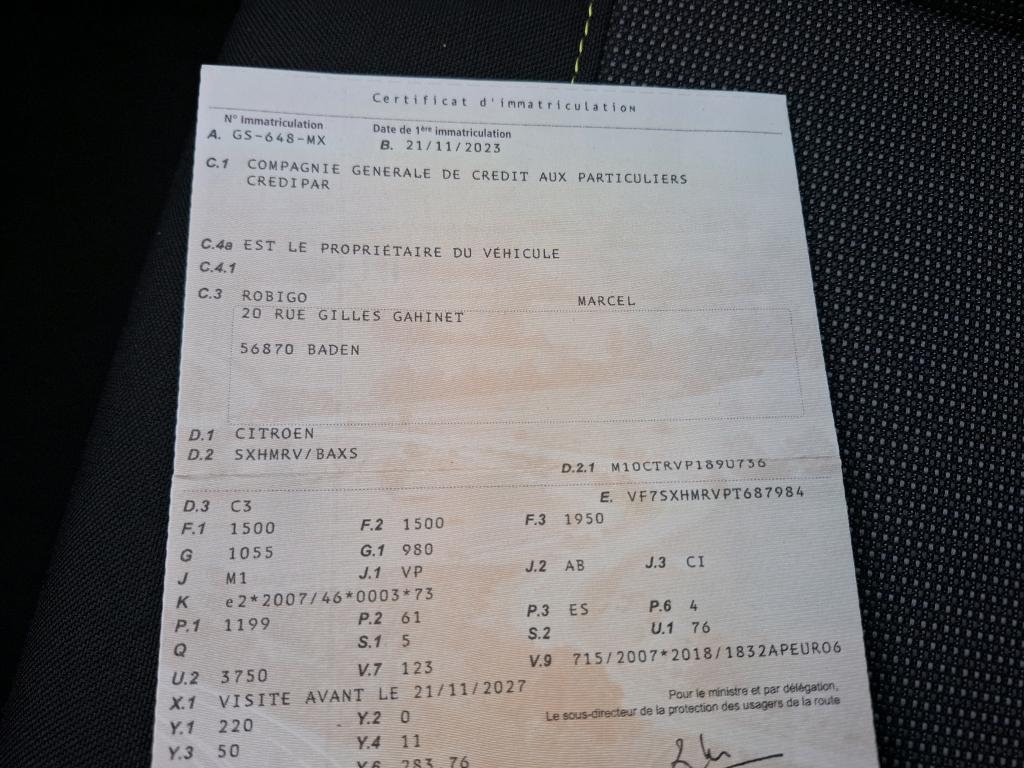 Certificat d'immatriculation
N° Immatriculation Date de 1ère immatriculation
A. GS-648-MX B. 21/11/2023
C.1 COMPAGNIE GENERALE DE CREDIT AUX PARTICULIERS
CREDIPAR
C.4a EST LE PROPRIÉTAIRE DU VÉHICULE
C.4.1
C.3 ROBIGO MARCEL
20 RUE GILLES GAHINET
56870 BADEN
D.1 CITROEN
D.2 SXHMRV/BAXS
D.2.1 M10CTRVP189U736
D.3 C3 E. VF7SXHMRVPT687984
F.1 1500 F.2 1500 F.3 1950
G 1055 G.1 980
J M1 J.1 VP J.2 AB J.3 CI
K e2*2007/46*0003*73
P.1 1199 P.2 61 P.3 ES P.6 4
Q S.1 5 S.2 U.1 76
U.2 3750 V.7 123 V.9 715/2007*2018/1832APEURO6
X.1 VISITE AVANT LE 21/11/2027
Pour le ministre et par délégation,
Le sous-directeur de la protection des usagers de la route
Y.1 220 Y.2 0
Y.3 50 Y.4 11
Y.6 283,76